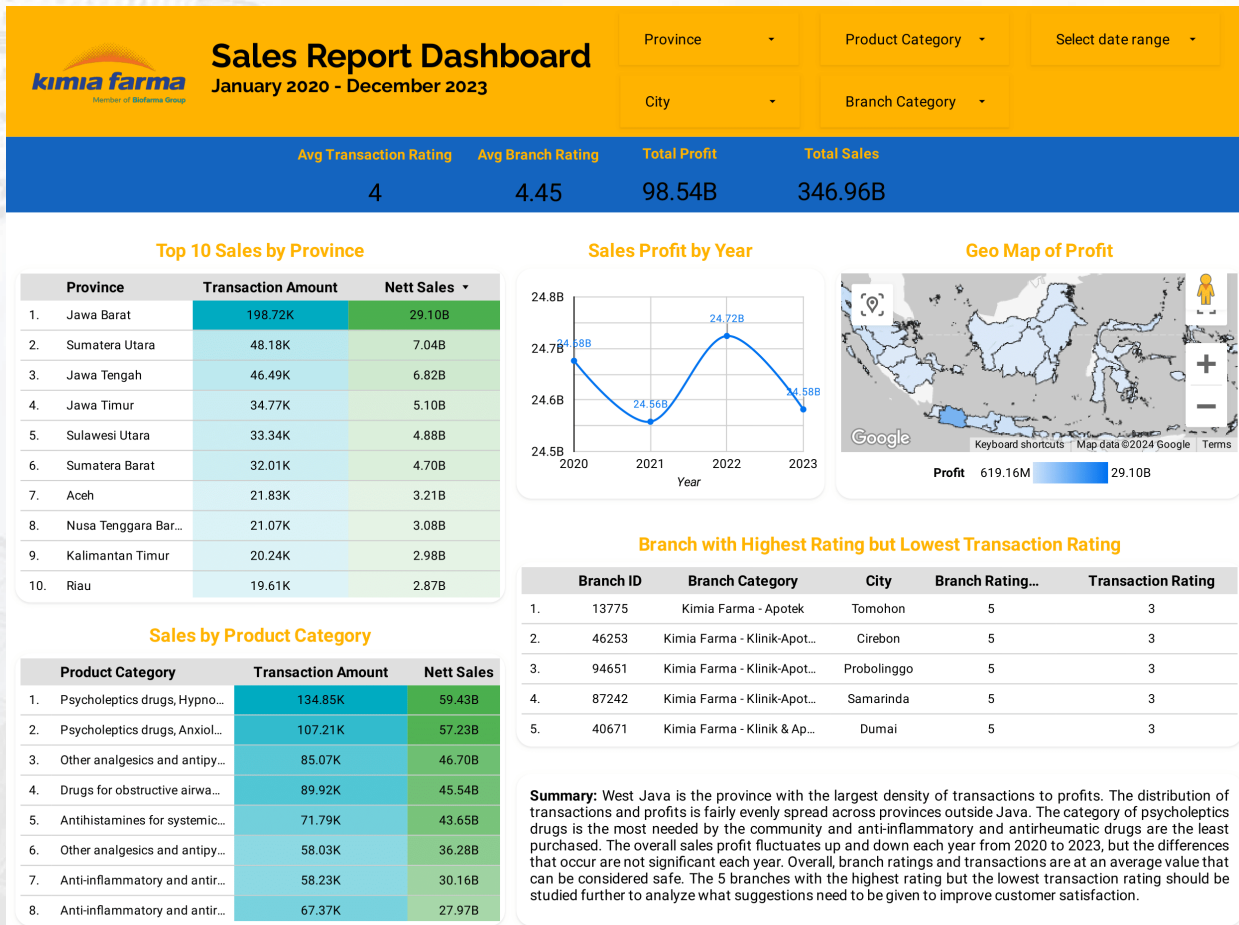 kimia farma
Member of Biofarma Group
Sales Report Dashboard
January 2020 - December 2023
Province
Product Category
Select date range
City
Branch Category
Avg Transaction Rating
Avg Branch Rating
Total Profit
Total Sales
4
4.45
98.54B
346.96B
Top 10 Sales by Province
Province Transaction Amount Nett Sales
1. Jawa Barat 198.72K 29.10B
2. Sumatera Utara 48.18K 7.04B
3. Jawa Tengah 46.49K 6.82B
4. Jawa Timur 34.77K 5.10B
5. Sulawesi Utara 33.34K 4.88B
6. Sumatera Barat 32.01K 4.70B
7. Aceh 21.83K 3.21B
8. Nusa Tenggara Bar... 21.07K 3.08B
9. Kalimantan Timur 20.24K 2.98B
10. Riau 19.61K 2.87B
Sales Profit by Year
24.8B
24.7B
24.6B
24.5B
24.68B
24.56B
24.72B
24.58B
2020 2021 2022 2023
Year
Geo Map of Profit
Google
Keyboard shortcuts Map data ©2024 Google Terms
Profit 619.16M 29.10B
Branch with Highest Rating but Lowest Transaction Rating
Branch ID Branch Category City Branch Rating... Transaction Rating
1. 13775 Kimia Farma - Apotek Tomohon 5 3
2. 46253 Kimia Farma - Klinik-Apot... Cirebon 5 3
3. 94651 Kimia Farma - Klinik-Apot... Probolinggo 5 3
4. 87242 Kimia Farma - Klinik-Apot... Samarinda 5 3
5. 40671 Kimia Farma - Klinik & Ap... Dumai 5 3
Sales by Product Category
Product Category Transaction Amount Nett Sales
1. Psycholeptics drugs, Hypno... 134.85K 59.43B
2. Psycholeptics drugs, Anxiol... 107.21K 57.23B
3. Other analgesics and antipy... 85.07K 46.70B
4. Drugs for obstructive airwa... 89.92K 45.54B
5. Antihistamines for systemic... 71.79K 43.65B
6. Other analgesics and antipy... 58.03K 36.28B
7. Anti-inflammatory and antir... 58.23K 30.16B
8. Anti-inflammatory and antir... 67.37K 27.97B
Summary: West Java is the province with the largest density of transactions to profits. The distribution of
transactions and profits is fairly evenly spread across provinces outside Java. The category of psycholeptics
drugs is the most needed by the community and anti-inflammatory and antirheumatic drugs are the least
purchased. The overall sales profit fluctuates up and down each year from 2020 to 2023, but the differences
that occur are not significant each year. Overall, branch ratings and transactions are at an average value that
can be considered safe. The 5 branches with the highest rating but the lowest transaction rating should be
studied further to analyze what suggestions need to be given to improve customer satisfaction.